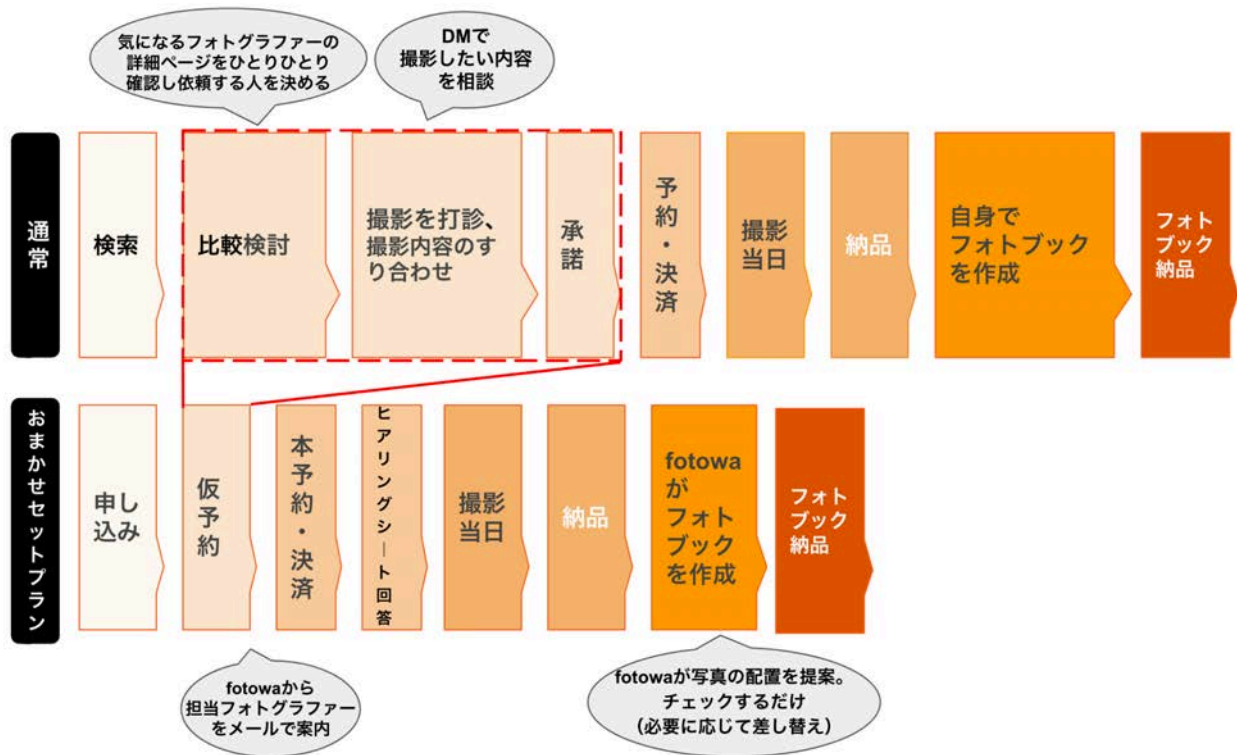 気になるフォトグラファーの
詳細ページをひとりひとり
確認し依頼する人を決める
DMで
撮影したい内容
を相談
通常
検索
比較検討
撮影を打診、
撮影内容のす
り合わせ
承諾
予約・決済
撮影
当日
納品
自身で
フォトブック
を作成
フォト
ブック
納品
おまかせセットプラン
申し
込み
仮予約
本予約・決済
ヒアリングシート回答
撮影
当日
納品
fotowa
が
フォト
ブック
を作成
フォト
ブック
納品
fotowaから
担当フォトグラファー
をメールで案内
fotowaが写真の配置を提案。
チェックするだけ
（必要に応じて差し替え）